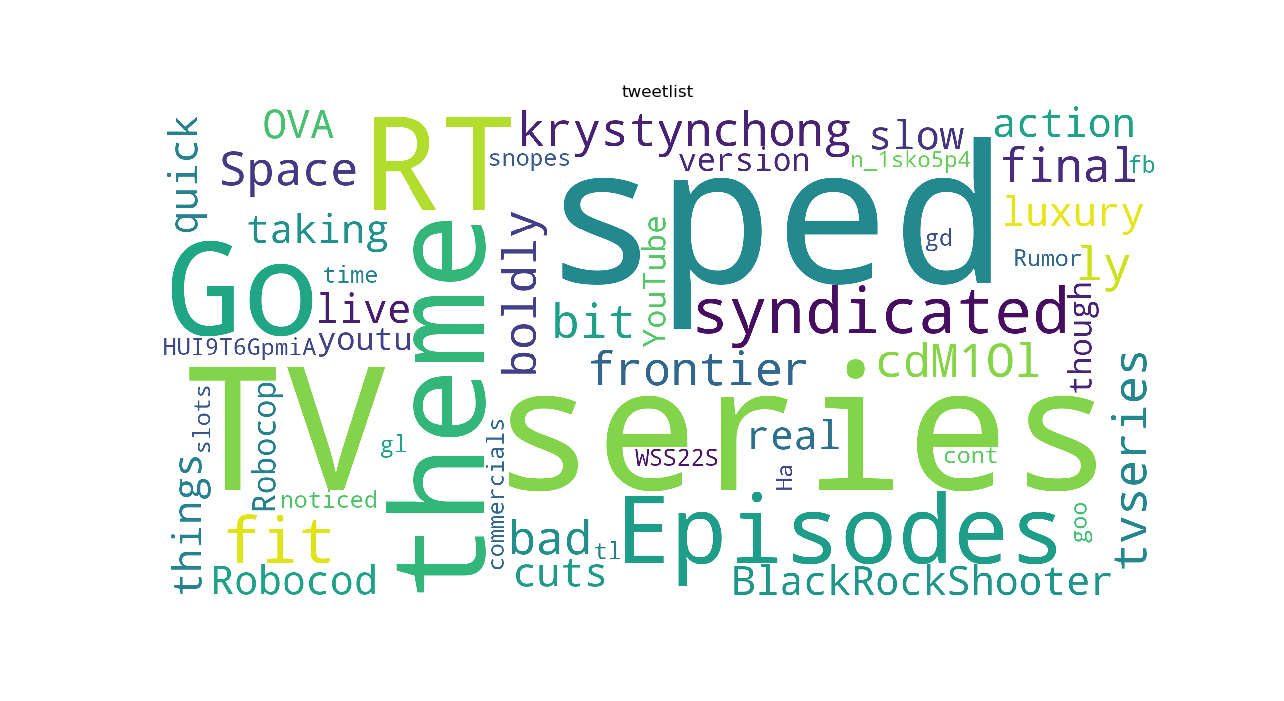 tweetlist
quick
OVA
Space
RT
snopes
krystynchong
version
slow
n_1sko5p4
action
final
fb
taking
Go
time
live
HUI9T6GpmiA
youtu
theme
boldly
YouTube
sped
gd
luxury
Rumor
ly
bit
syndicated
though
frontier
cdM1Ol
TV
slots
Robocop
gl
noticed
commercials
series
WSS22S
real
Ha
cont
goo
tvseries
things
fit
Robocod
bad
tl
cuts
Episodes
BlackRockShooter